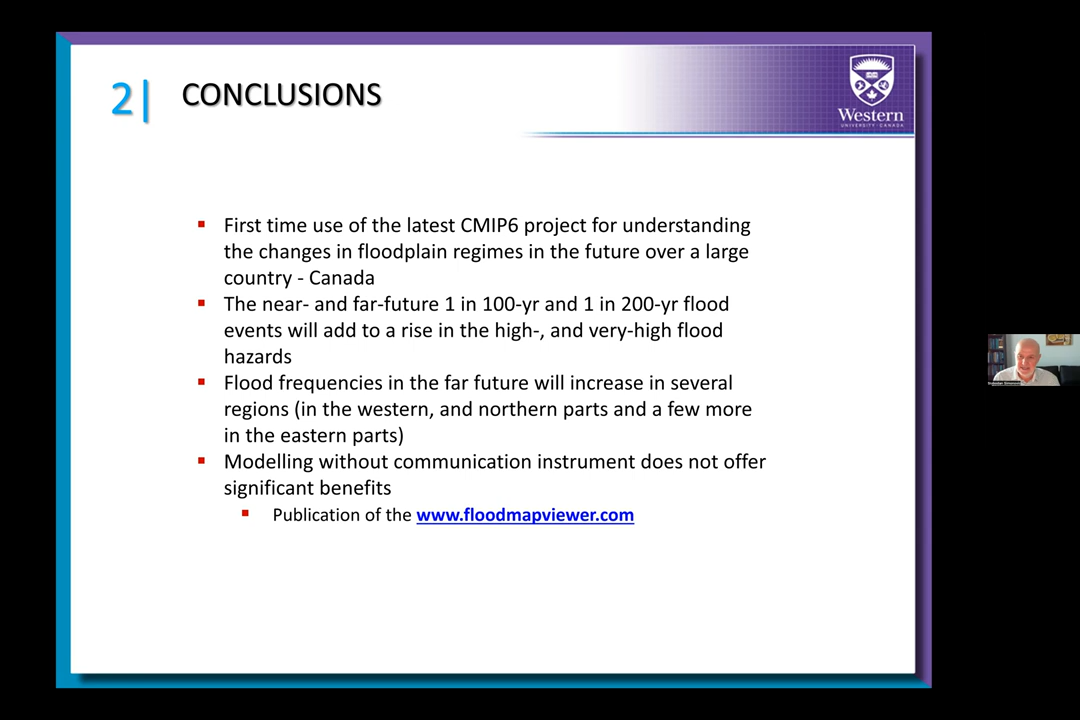 2|
CONCLUSIONS
Western
UNIVERSITY · CANADA
▪ First time use of the latest CMIP6 project for understanding
the changes in floodplain regimes in the future over a large
country - Canada
▪ The near- and far-future 1 in 100-yr and 1 in 200-yr flood
events will add to a rise in the high-, and very-high flood
hazards
▪ Flood frequencies in the far future will increase in several
regions (in the western, and northern parts and a few more
in the eastern parts)
▪ Modelling without communication instrument does not offer
significant benefits
▪ Publication of the www.floodmapviewer.com